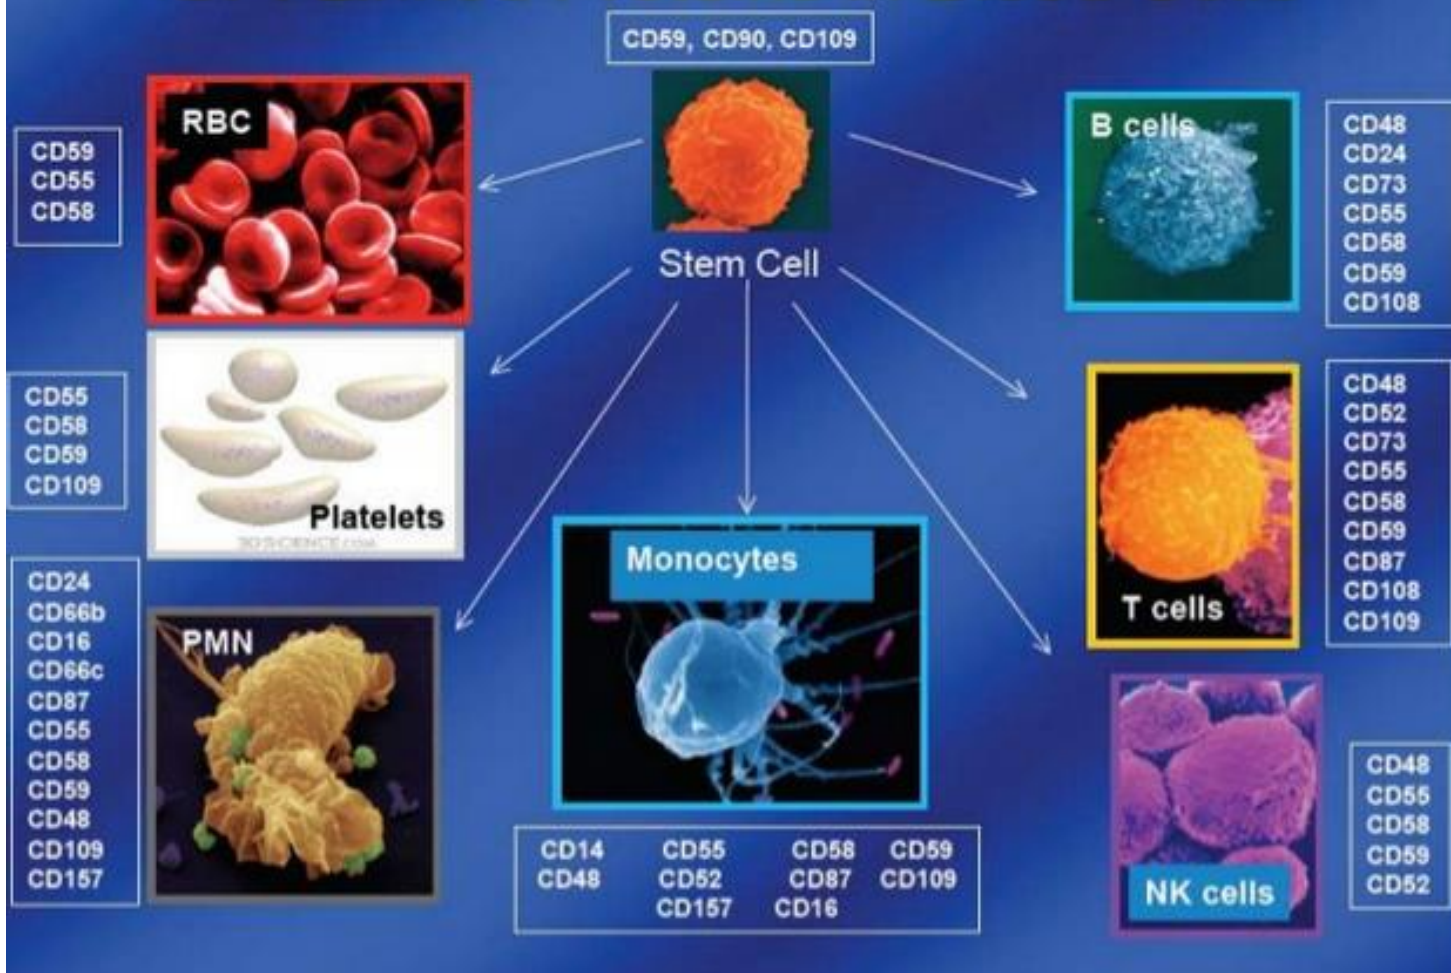 CD59, CD90, CD109
RBC
CD59
CD55
CD58
Stem Cell
B cells
CD48
CD24
CD73
CD55
CD58
CD59
CD108
CD55
CD58
CD59
CD109
Platelets
T cells
CD48
CD52
CD73
CD55
CD58
CD59
CD87
CD108
CD109
PMN
CD24
CD66b
CD16
CD66c
CD87
CD55
CD58
CD59
CD48
CD109
CD157
Monocytes
CD14 CD55 CD58 CD59
CD48 CD52 CD87 CD109
CD157 CD16
NK cells
CD48
CD55
CD58
CD59
CD52